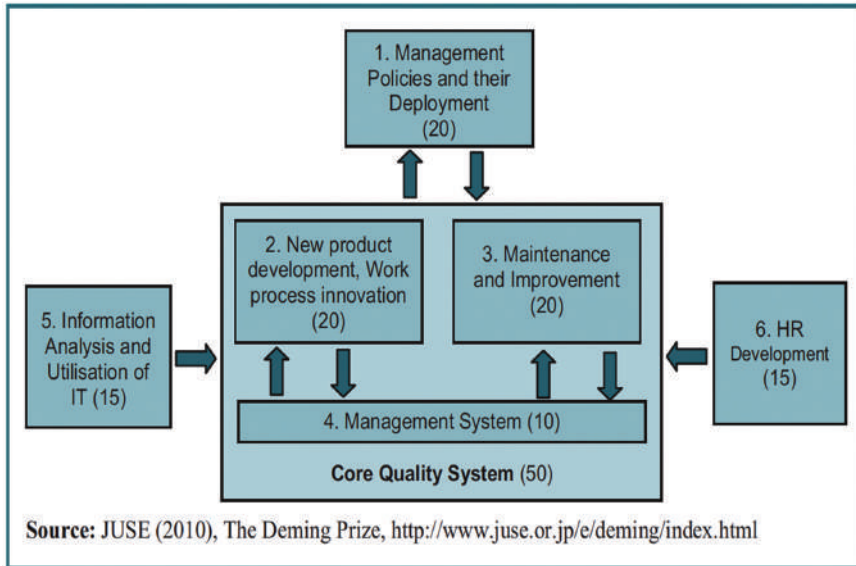 1. Management
Policies and their
Deployment
(20)
2. New product
development, Work
process innovation
(20)
3. Maintenance
and Improvement
(20)
5. Information
Analysis and
Utilisation of
IT (15)
6. HR
Development
(15)
4. Management System (10)
Core Quality System (50)
Source: JUSE (2010), The Deming Prize, http://www.juse.or.jp/e/deming/index.html